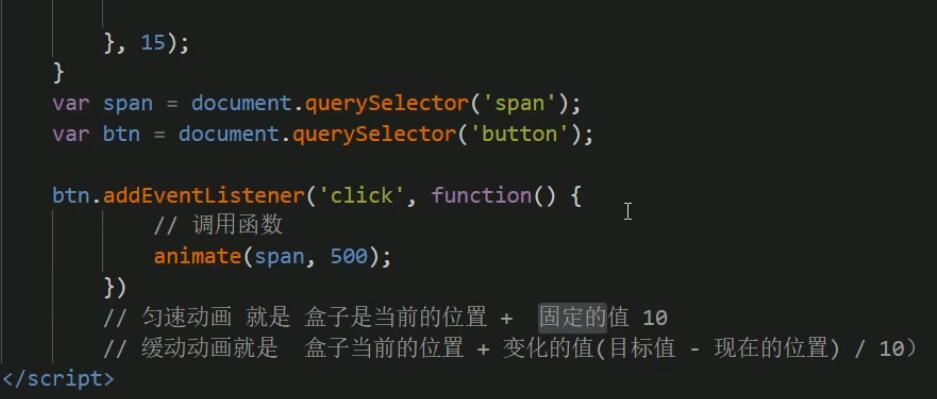 }, 15);
}
var span = document.querySelector('span');
var btn = document.querySelector('button');
btn.addEventListener('click', function() {
// 调用函数
animate(span, 500);
})
// 匀速动画 就是 盒子是当前的位置 + 固定的值 10
// 缓动动画就是 盒子当前的位置 + 变化的值(目标值 - 现在的位置) / 10）
</script>